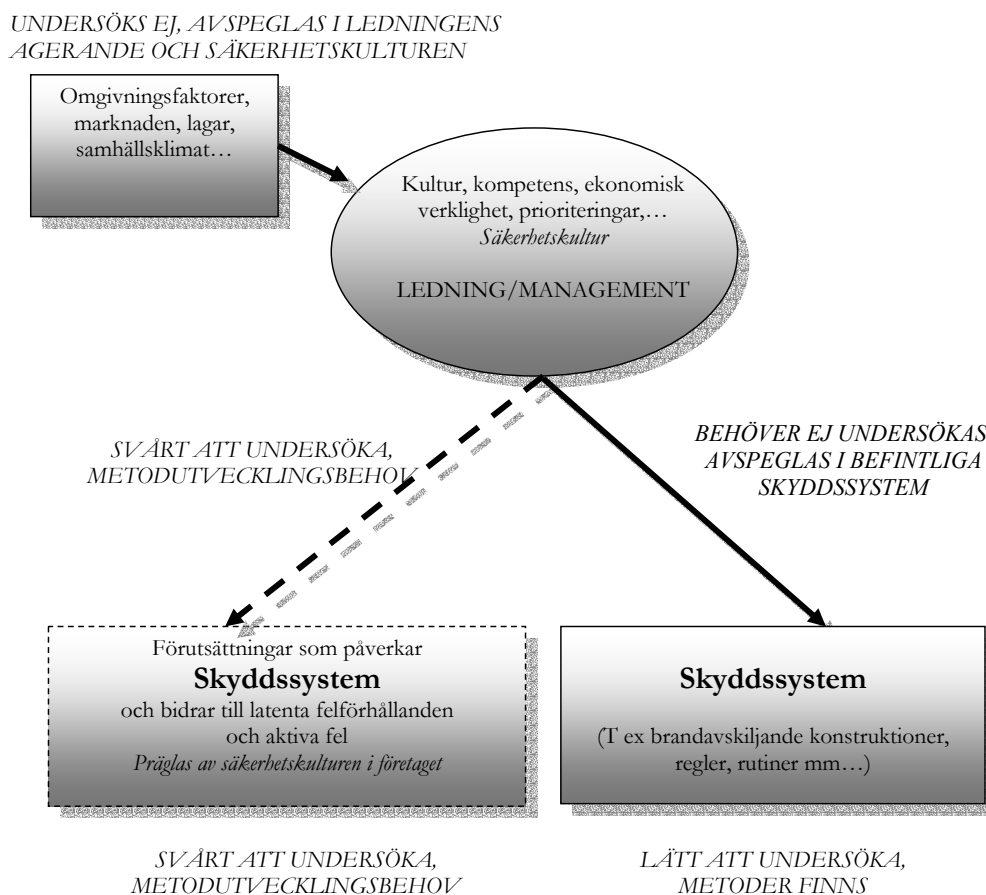 UNDERSÖKS EJ, AVSPEGLAS I LEDNINGENS
AGERANDE OCH SÄKERHETSKULTUREN
Omgivningsfaktorer,
marknaden, lagar,
samhällsklimat…
Kultur, kompetens, ekonomisk
verklighet, prioriteringar,…
Säkerhetskultur
LEDNING/MANAGEMENT
SVÅRT ATT UNDERSÖKA,
METODUTVECKLINGSBEHOV
BEHÖVER EJ UNDERSÖKAS
AVSPEGLAS I BEFINTLIGA
SKYDDSSYSTEM
Förutsättningar som påverkar
Skyddssystem
och bidrar till latenta felförhållanden
och aktiva fel
Präglas av säkerhetskulturen i företaget
Skyddssystem
(T ex brandavskiljande konstruktioner,
regler, rutiner mm…)
SVÅRT ATT UNDERSÖKA,
METODUTVECKLINGSBEHOV
LÄTT ATT UNDERSÖKA,
METODER FINNS